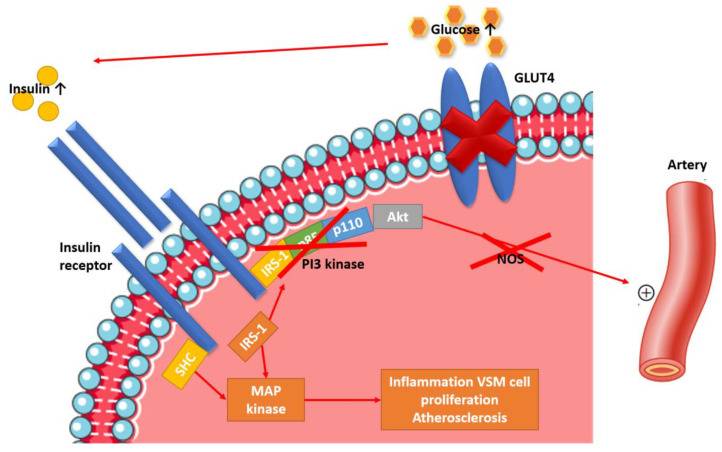 Glucose ↑
Insulin ↑
GLUT4
Artery
Insulin
receptor
IRS-1
p85
p110
Akt
PI3 kinase
NOS
+
SHC
IRS-1
MAP
kinase
Inflammation VSM cell
proliferation
Atherosclerosis